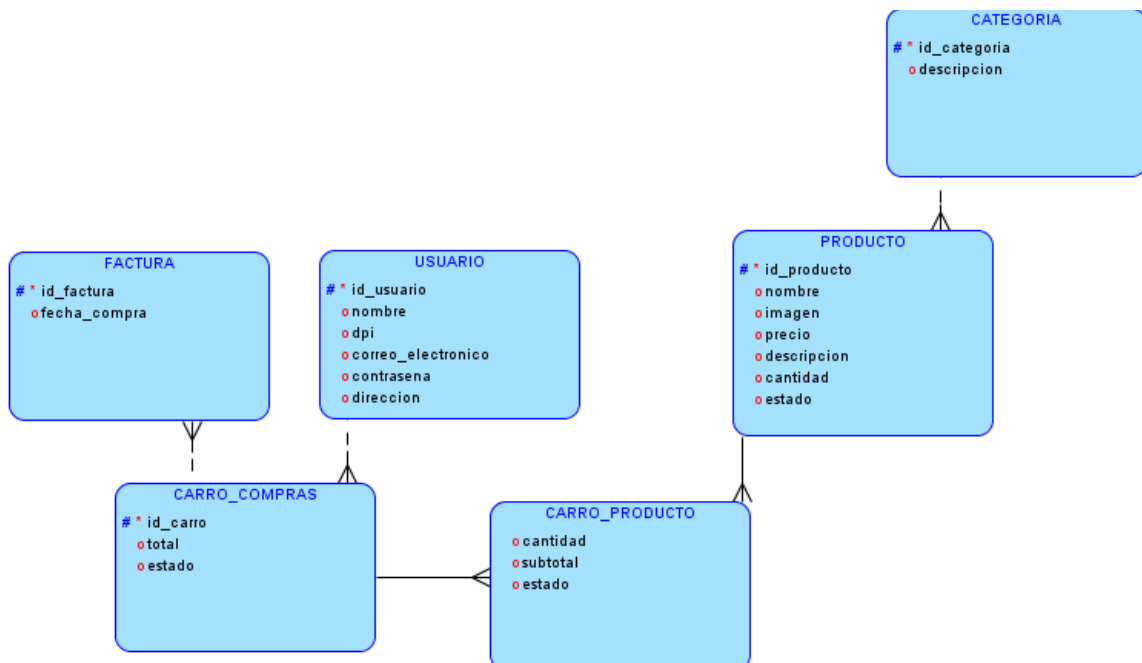 CATEGORIA
# * id_categoria
o descripcion
FACTURA
# * id_factura
o fecha_compra
USUARIO
# * id_usuario
o nombre
o dpi
o correo_electronico
o contrasena
o direccion
PRODUCTO
# * id_producto
o nombre
o imagen
o precio
o descripcion
o cantidad
o estado
CARRO_COMPRAS
# * id_carro
o total
o estado
CARRO_PRODUCTO
o cantidad
o subtotal
o estado